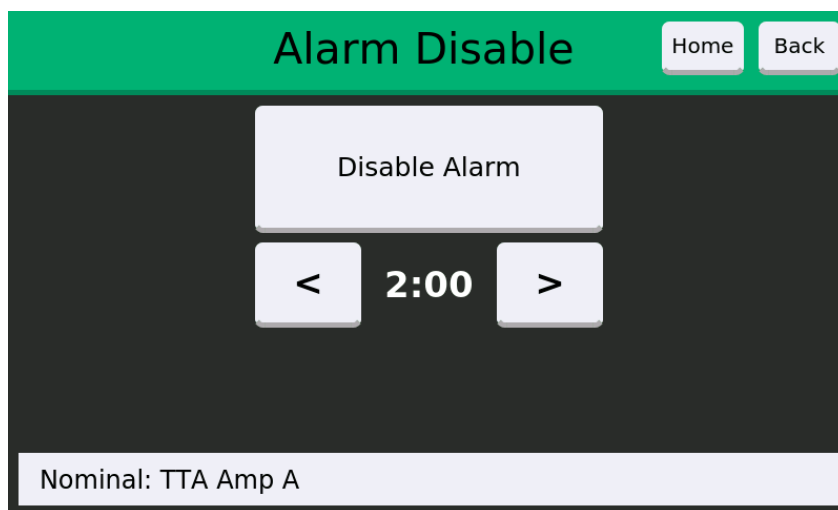 Alarm Disable
Home
Back
Disable Alarm
< 2:00 >
Nominal: TTA Amp A